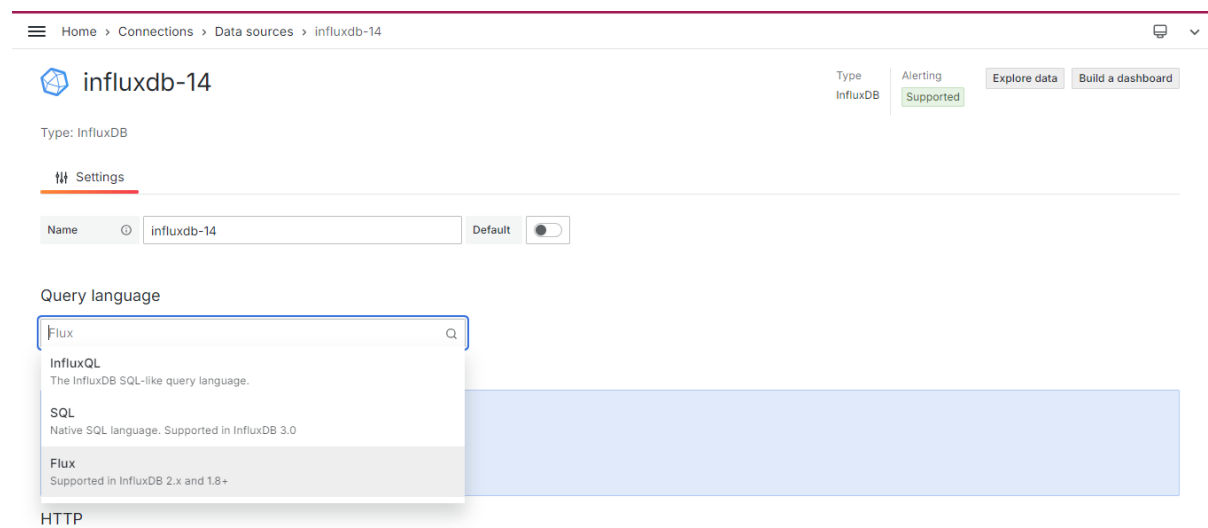 Home › Connections › Data sources › influxdb-14
influxdb-14
Type
InfluxDB
Alerting
Supported
Explore data
Build a dashboard
Type: InfluxDB
Settings
Name
influxdb-14
Default
Query language
Flux
InfluxQL
The InfluxDB SQL-like query language.
SQL
Native SQL language. Supported in InfluxDB 3.0
Flux
Supported in InfluxDB 2.x and 1.8+
HTTP